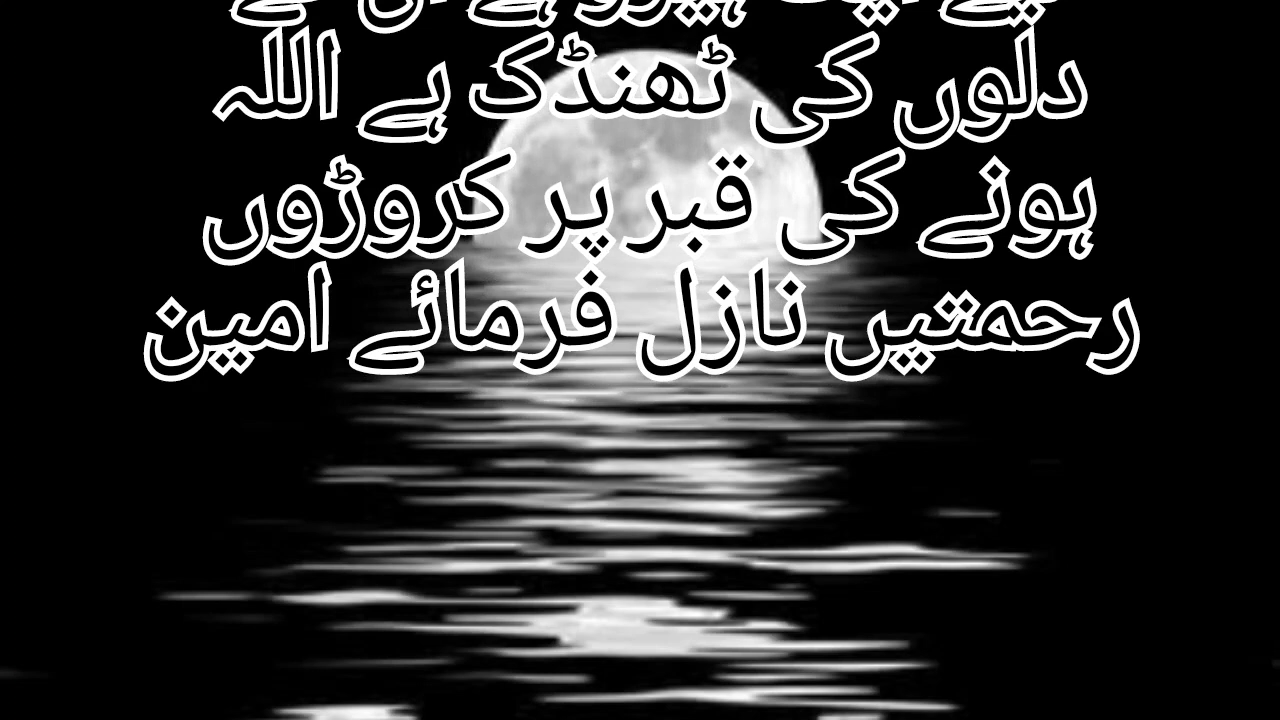 دلوں کی ٹھنڈک ہے اللہ
ہونے کی قبر پر کروڑوں
رحمتیں نازل فرمائے امین